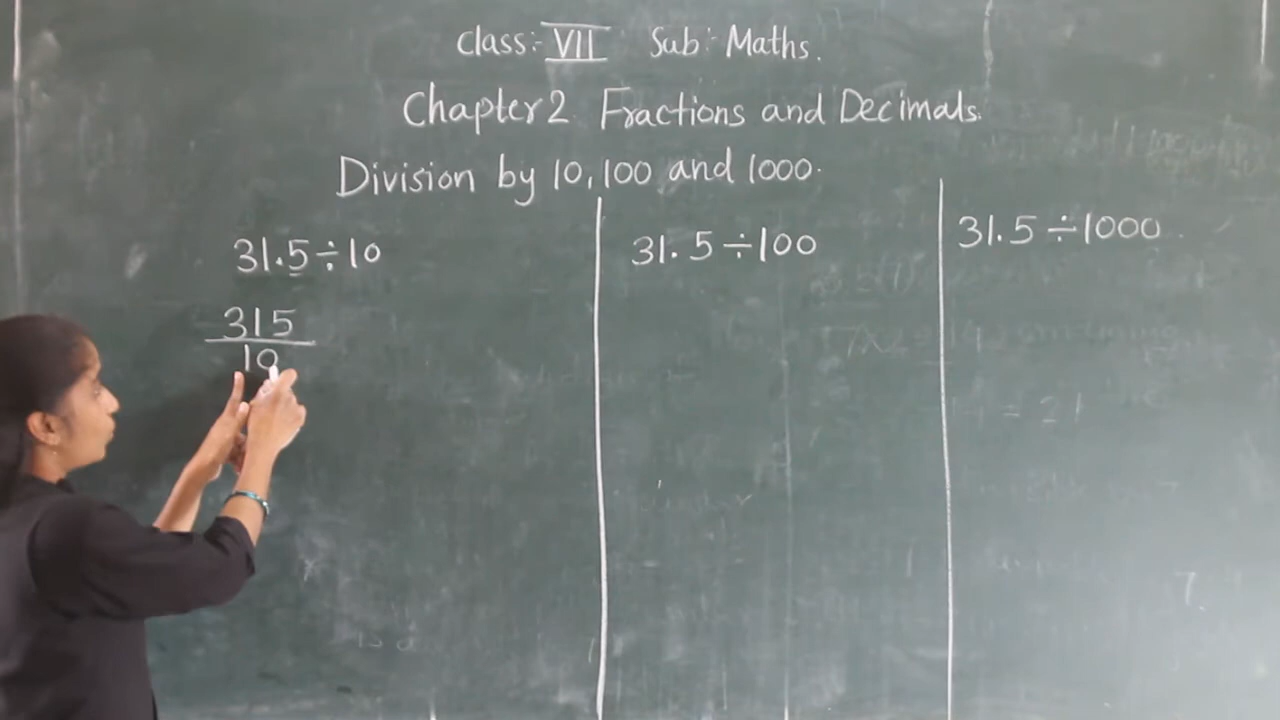 Class:- VII Sub:- Maths.
Chapter 2 Fractions and Decimals.
Division by 10, 100 and 1000.
31.5 ÷ 10
315
10
31.5 ÷ 100
31.5 ÷ 1000
= 21